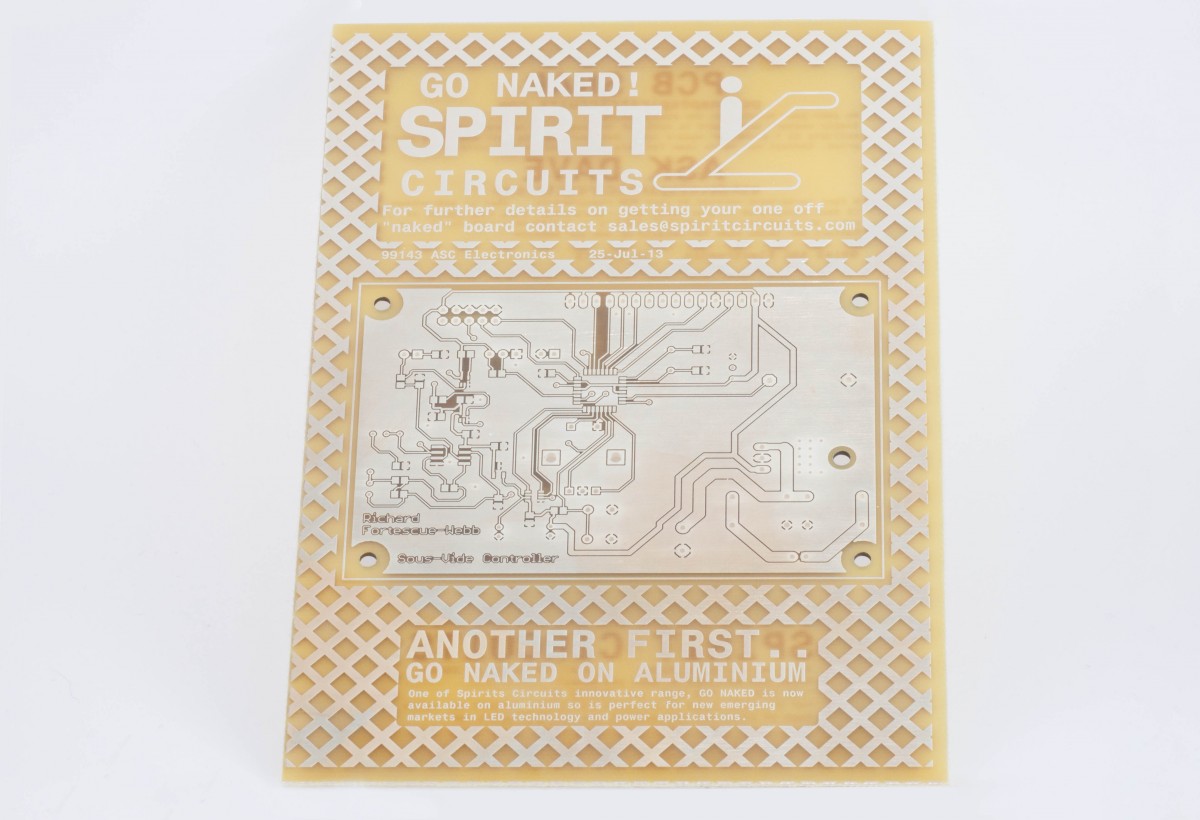 GO NAKED!
SPIRIT
CIRCUITS
For further details on getting your one off
"naked" board contact sales@spiritcircuits.com
99143 ASC Electronics 25-Jul-13
Richard
Fortescue-Webb
Sous-Vide Controller
ANOTHER FIRST..
GO NAKED ON ALUMINIUM
One of Spirits Circuits innovative range, GO NAKED is now
available on aluminium so is perfect for new emerging
markets in LED technology and power applications.